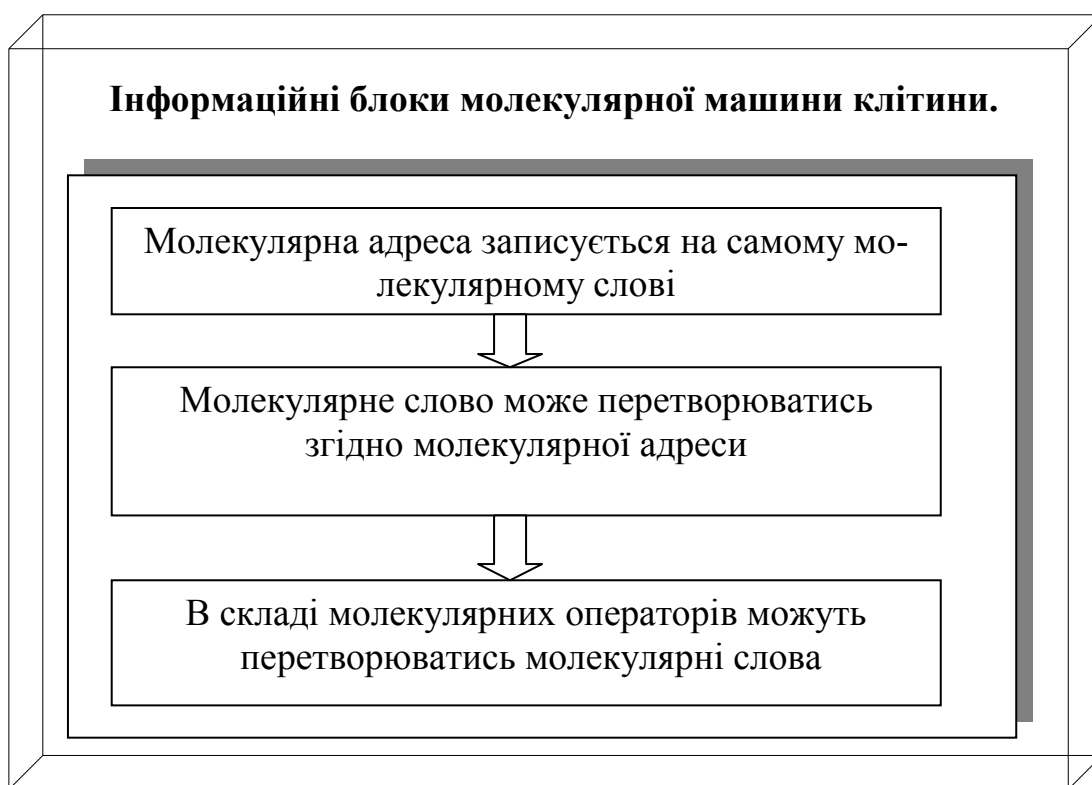 Інформаційні блоки молекулярної машини клітини.
Молекулярна адреса записується на самому мо-
лекулярному слові
Молекулярне слово може перетворюватись
згідно молекулярної адреси
В складі молекулярних операторів можуть
перетворюватись молекулярні слова